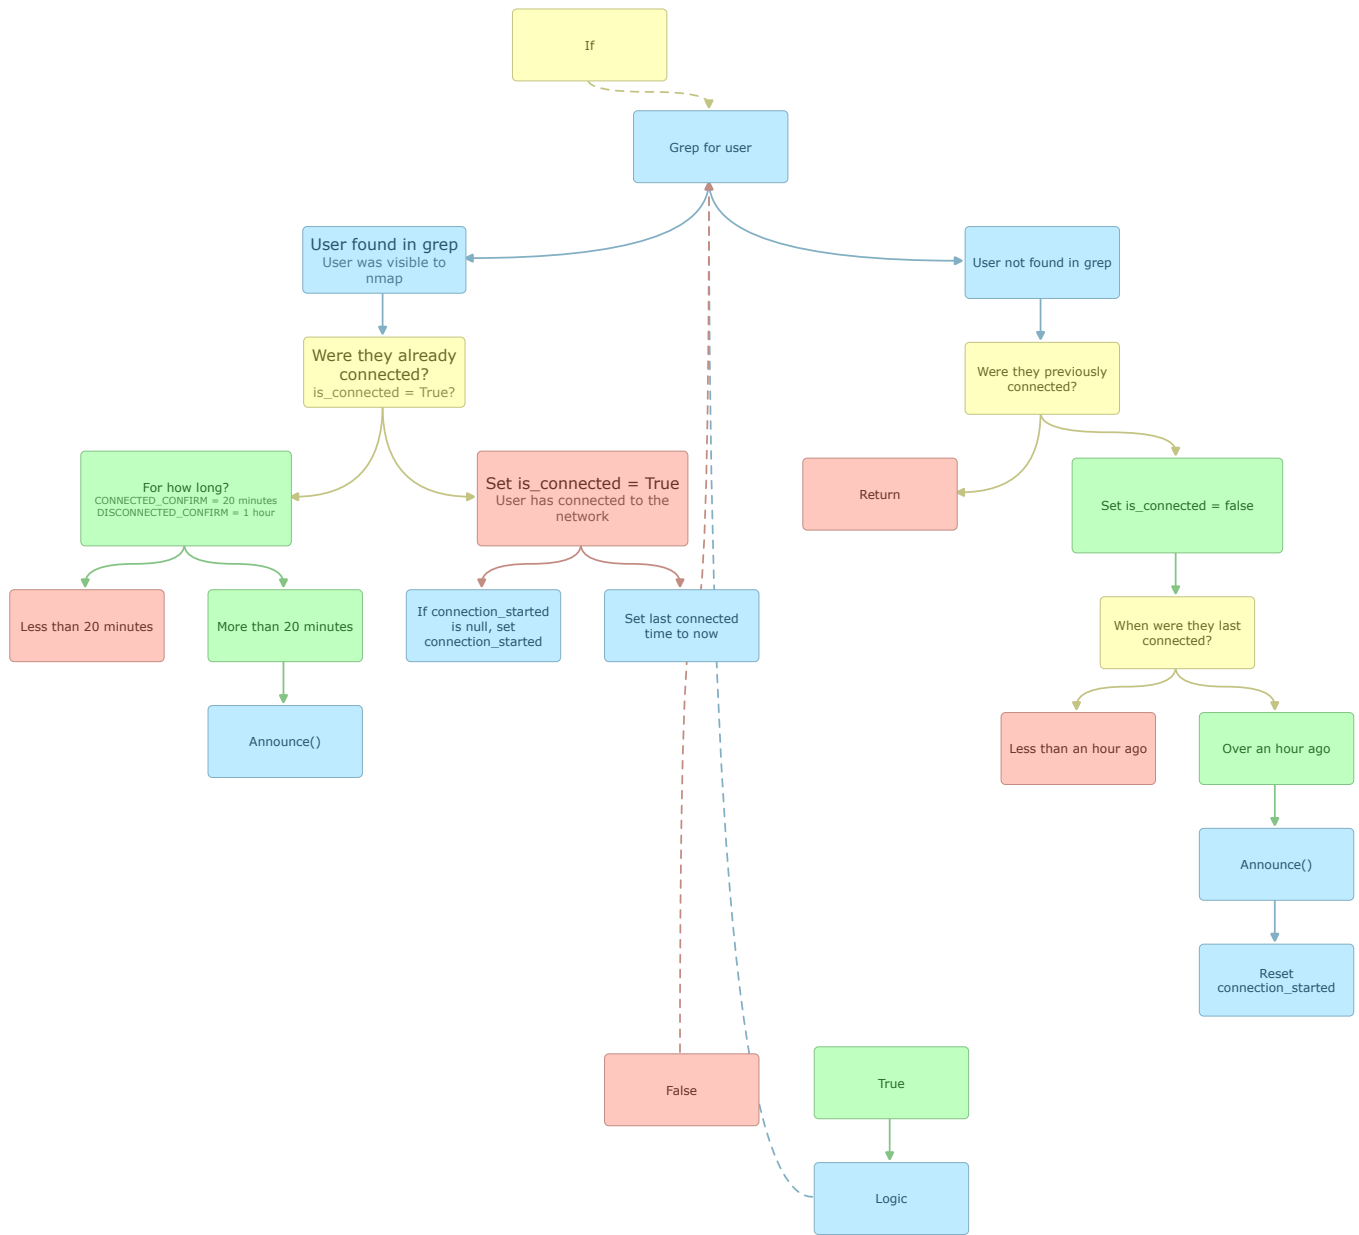 If
Grep for user
User found in grep
User was visible to
nmap
User not found in grep
Were they already
connected?
is_connected = True?
Were they previously
connected?
For how long?
CONNECTED_CONFIRM = 20 minutes
DISCONNECTED_CONFIRM = 1 hour
Set is_connected = True
User has connected to the
network
Return
Set is_connected = false
Less than 20 minutes
More than 20 minutes
If connection_started
is null, set
connection_started
Set last connected
time to now
When were they last
connected?
Announce()
Less than an hour ago
Over an hour ago
Announce()
Reset
connection_started
False
True
Logic